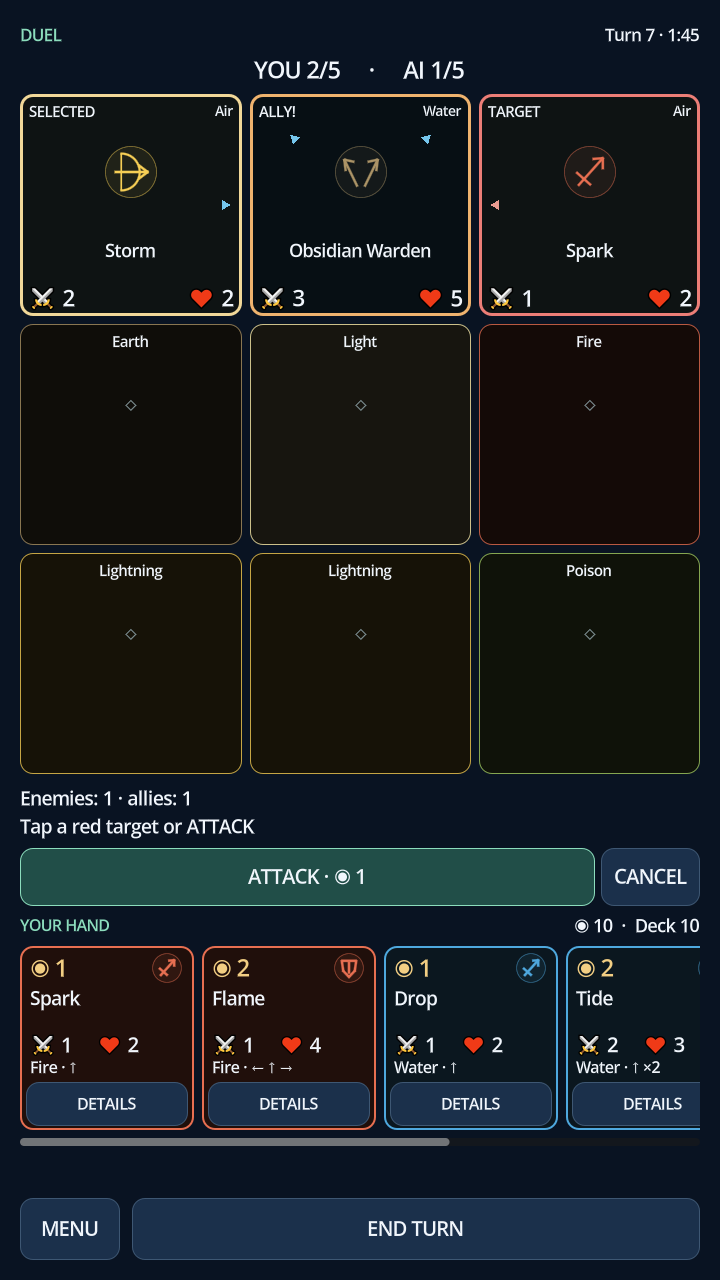 DUEL
Turn 7 · 1:45
YOU 2/5 · AI 1/5
SELECTED Air
Storm
2 2
ALLY! Water
Obsidian Warden
3 5
TARGET Air
Spark
1 2
Earth
Light
Fire
Lightning
Lightning
Poison
Enemies: 1 · allies: 1
Tap a red target or ATTACK
ATTACK · ◉ 1
CANCEL
YOUR HAND
◉ 10 · Deck 10
◉ 1
Spark
1 2
Fire · ↑
DETAILS
◉ 2
Flame
1 4
Fire · ← ↑ →
DETAILS
◉ 1
Drop
1 2
Water · ↑
DETAILS
◉ 2
Tide
2 3
Water · ↑ ×2
DETAILS
MENU
END TURN